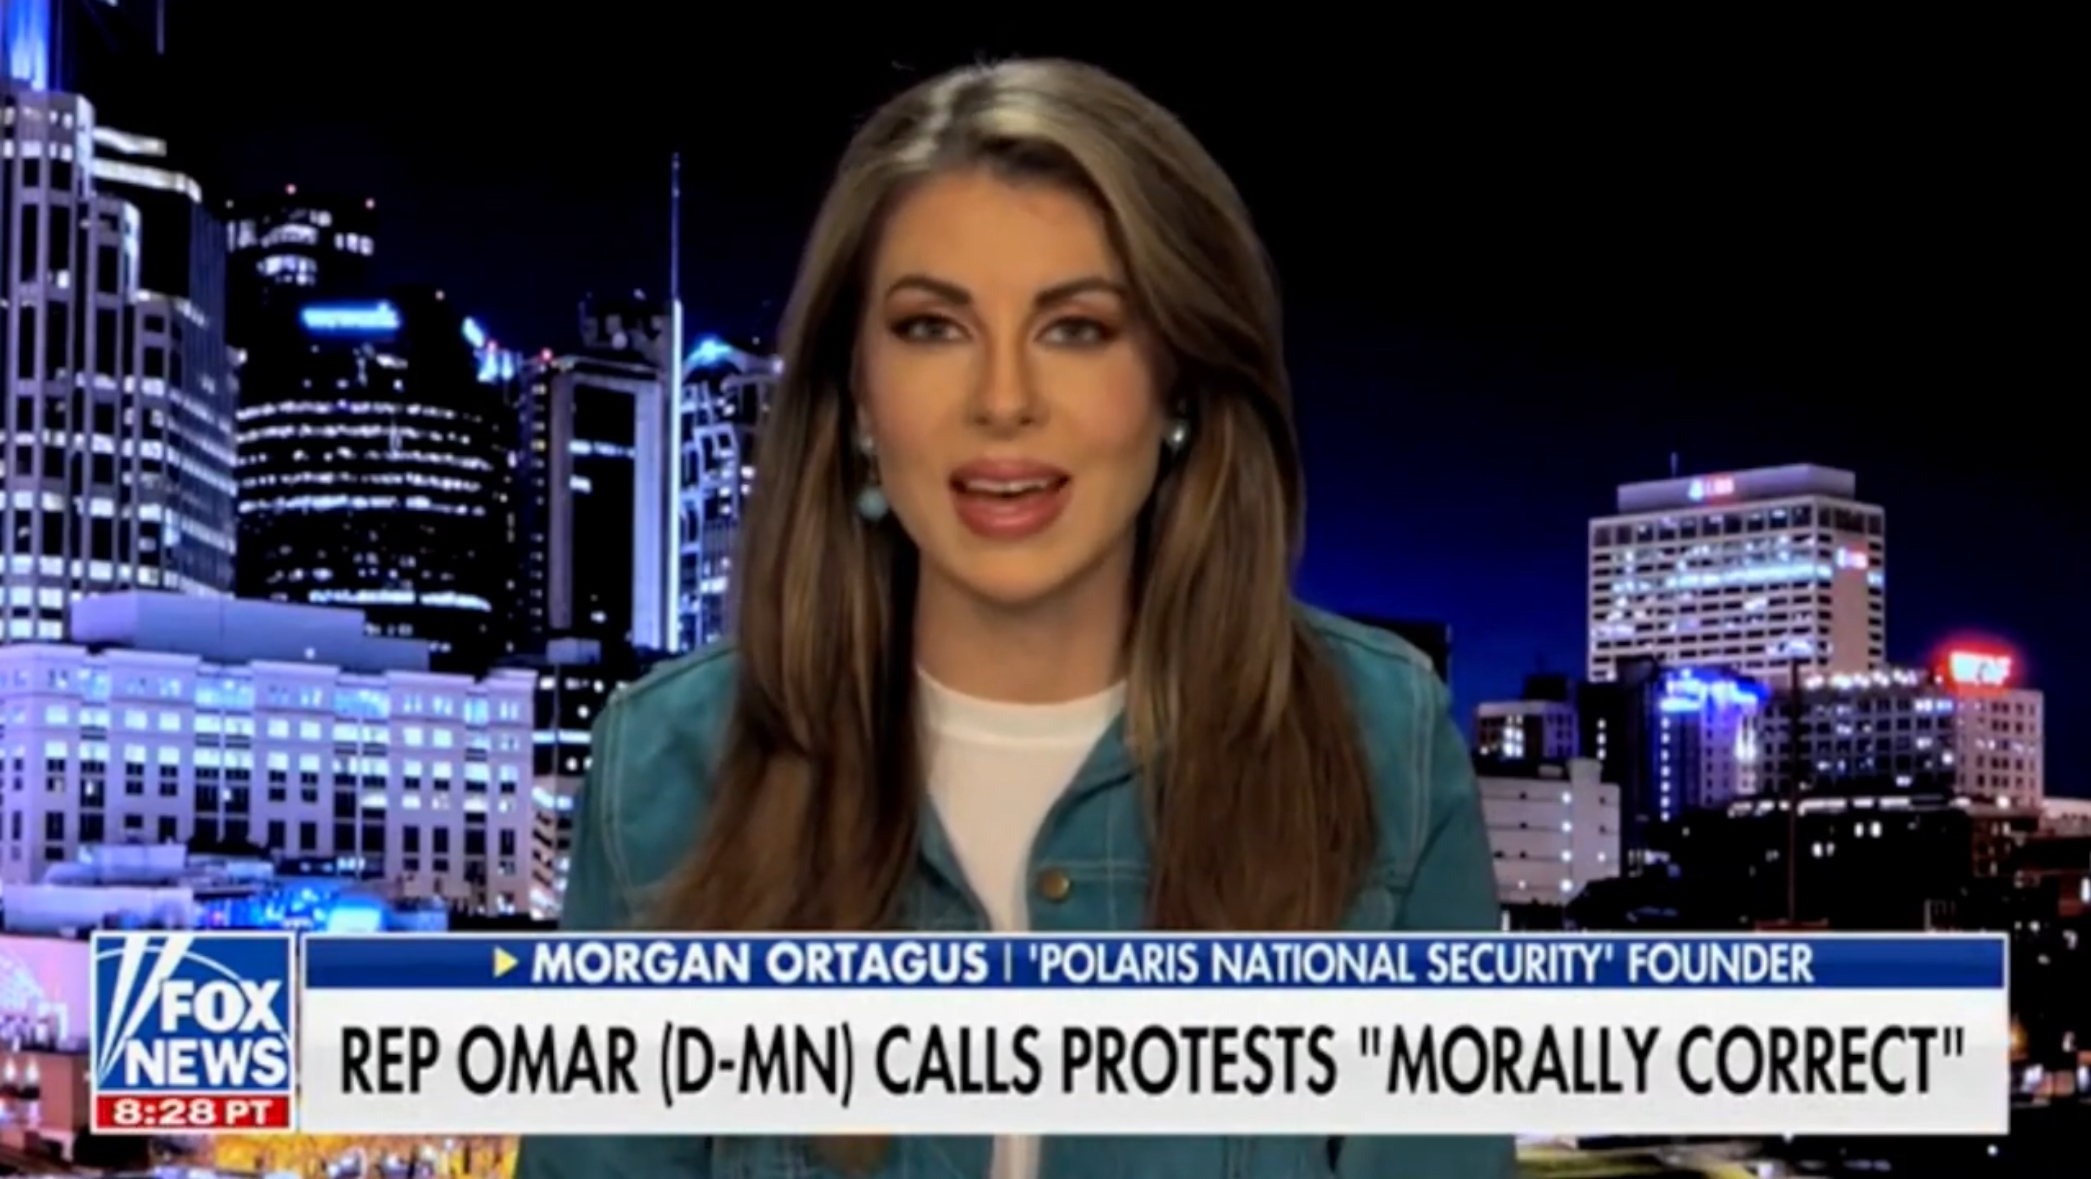 MORGAN ORTAGUS | 'POLARIS NATIONAL SECURITY' FOUNDER
FOX
NEWS
8:28 PT
REP OMAR (D-MN) CALLS PROTESTS "MORALLY CORRECT"